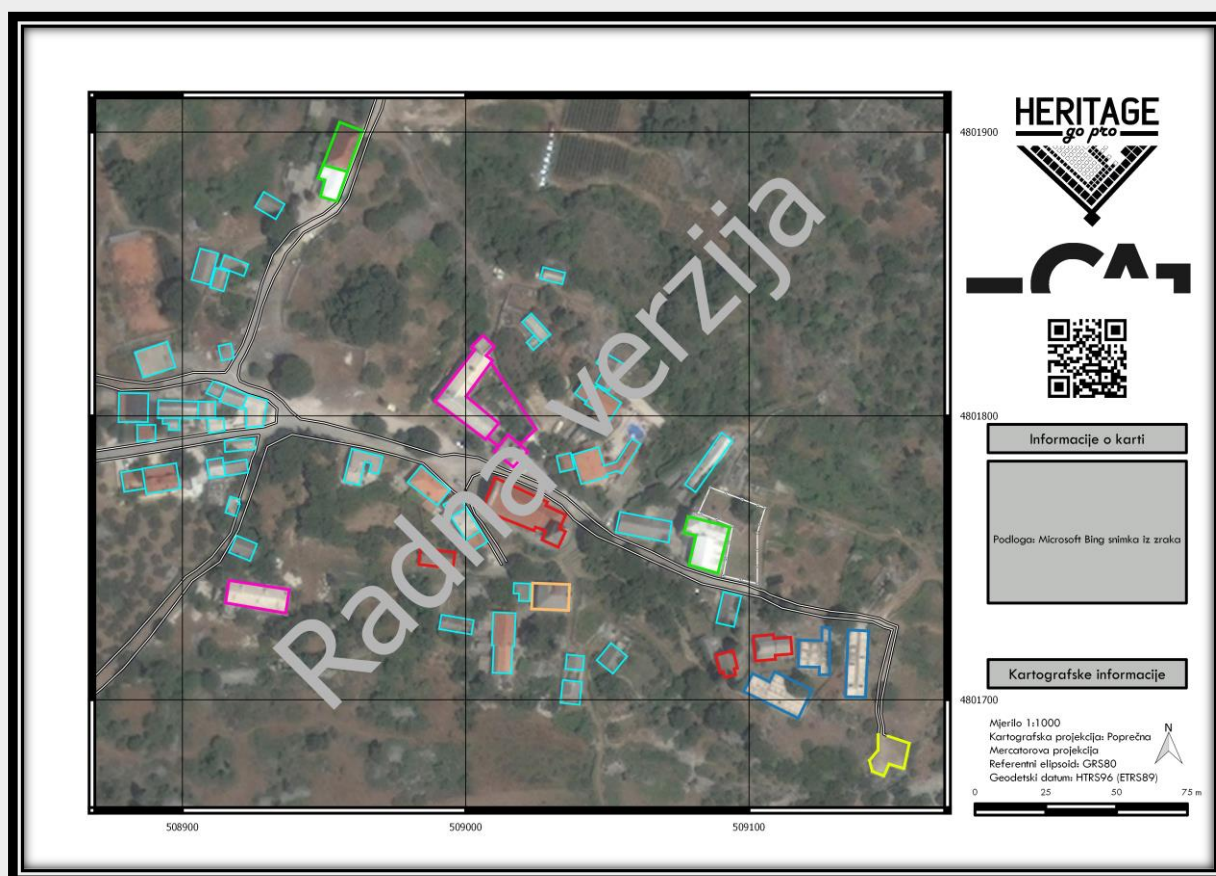 HERITAGE
go pro
Radna verzija
4801900
4801800
4801700
508900
509000
509100
Informacije o karti
Podloga: Microsoft Bing snimka iz zraka
Kartografske informacije
Mjerilo 1:1000
Kartografska projekcija: Poprečna
Mercatorova projekcija
Referentni elipsoid: GRS80
Geodetski datum: HTRS96 (ETRS89)
N
0 25 50 75 m